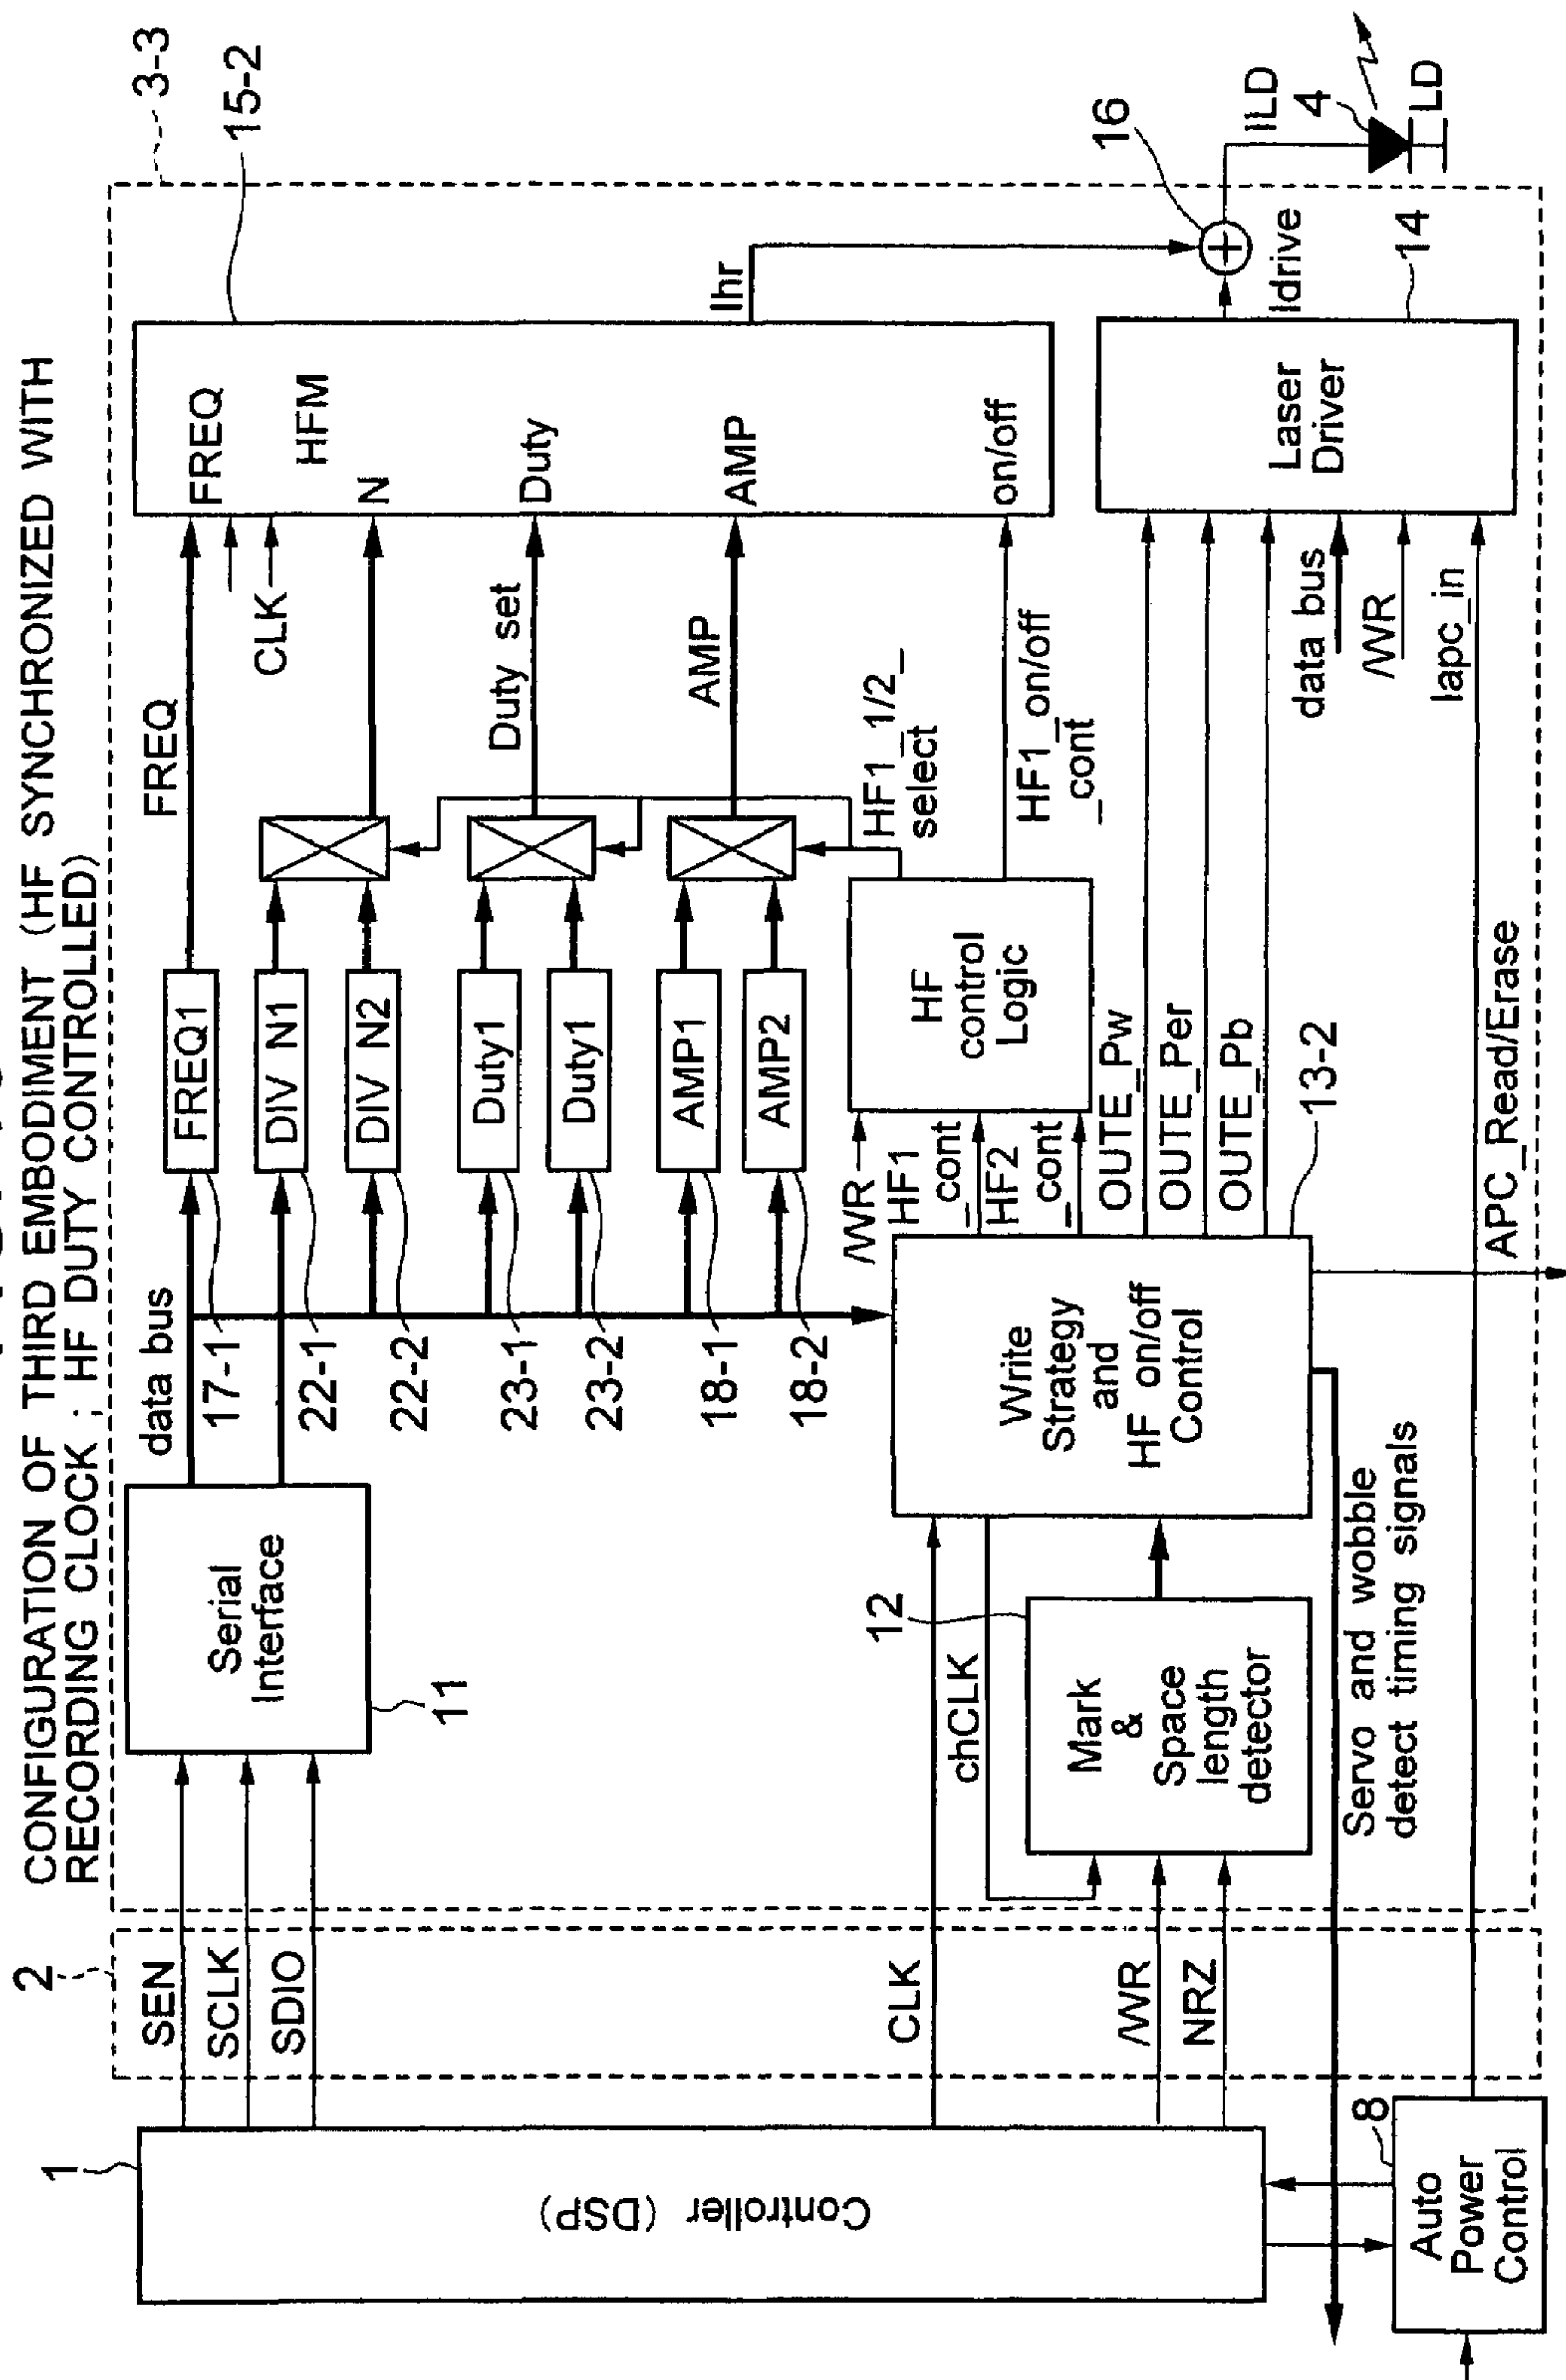 CONFIGURATION OF THIRD EMBODIMENT (HF SYNCHRONIZED WITH
RECORDING CLOCK ; HF DUTY CONTROLLED)
1
2
3-3
Controller (DSP)
SEN
SCLK
SDIO
CLK
/WR
NRZ
8
Auto
Power
Control
Serial
Interface
11
data bus
17-1
22-1
22-2
23-1
23-2
18-1
18-2
FREQ1
DIV N1
DIV N2
Duty1
Duty1
AMP1
AMP2
FREQ
CLK
Duty set
AMP
HF1_1/2_
select
HF1_on/off
_cont
15-2
FREQ
HFM
N
Duty
AMP
on/off
Ihr
16
ILD
4
LD
Idrive
14
Laser
Driver
data bus
/WR
Iapc_in
HF
control
Logic
/WR
HF1
_cont
HF2
_cont
OUTE_Pw
OUTE_Per
OUTE_Pb
13-2
APC_Read/Erase
Write
Strategy
and
HF on/off
Control
chCLK
12
Mark
&
Space
length
detector
Servo and wobble
detect timing signals